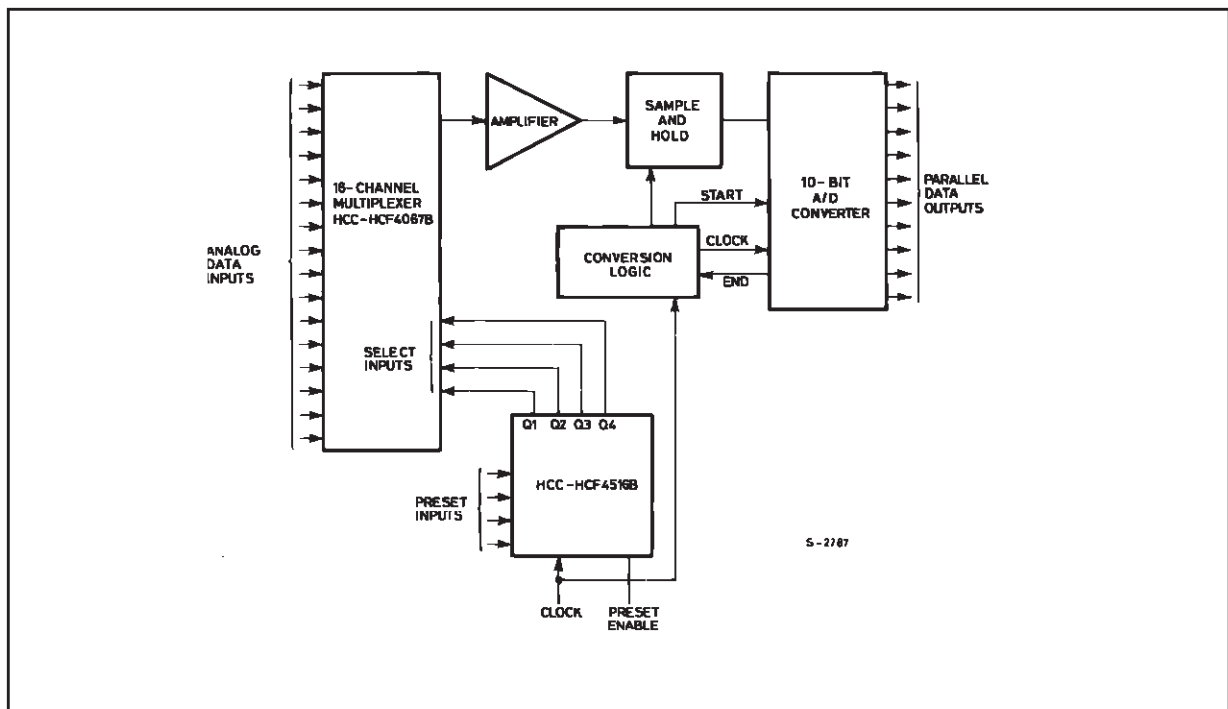 ANALOG
DATA
INPUTS
16-CHANNEL
MULTIPLEXER
HCC-HCF4067B
SELECT
INPUTS
AMPLIFIER
SAMPLE
AND
HOLD
START
CLOCK
END
CONVERSION
LOGIC
10-BIT
A/D
CONVERTER
PARALLEL
DATA
OUTPUTS
Q1 Q2 Q3 Q4
HCC-HCF4516B
PRESET
INPUTS
CLOCK
PRESET
ENABLE
S-2787